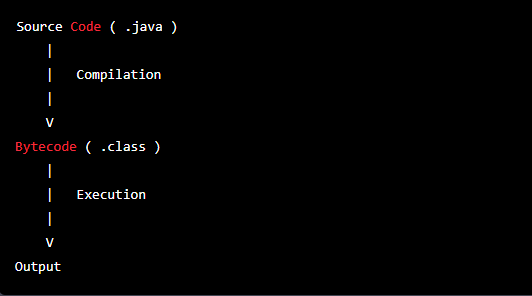 Source Code ( .java )
|
| Compilation
|
V
Bytecode ( .class )
|
| Execution
|
V
Output